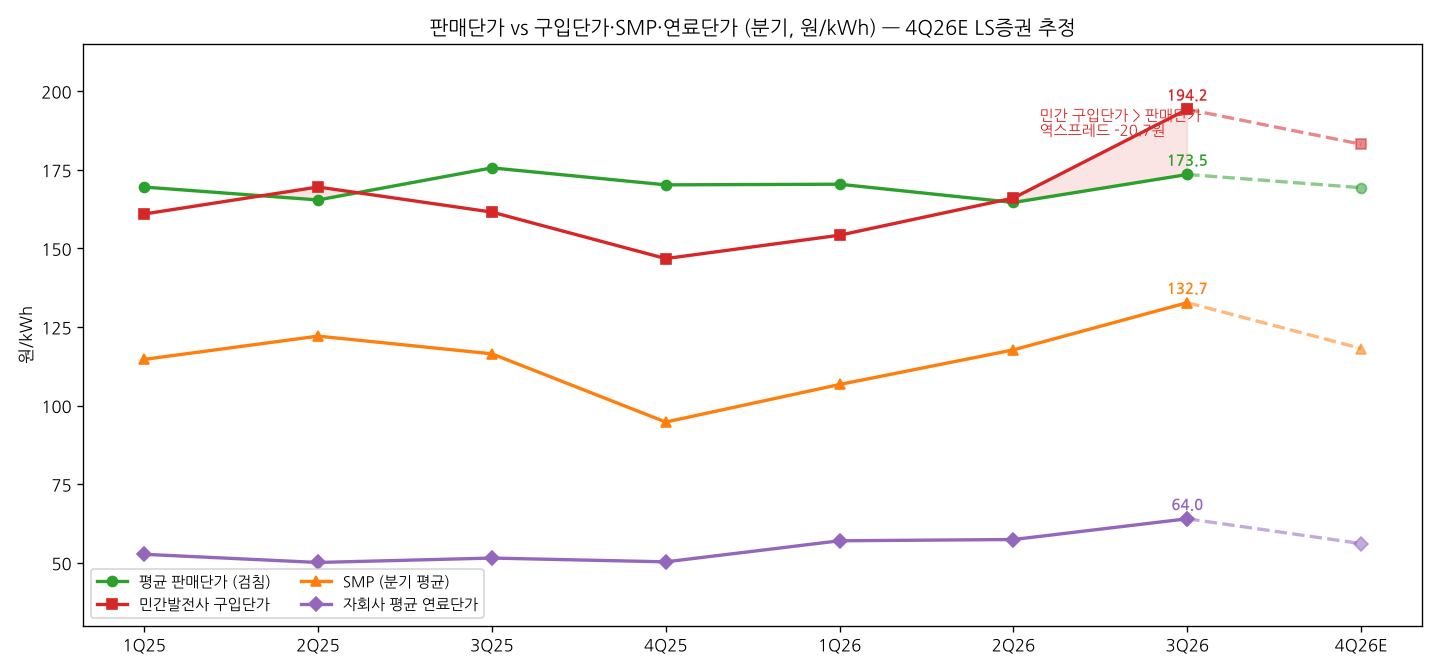 판매단가 vs 구입단가·SMP·연료단가 (분기, 원/kWh) — 4Q26E LS증권 추정
원/kWh
200
175
150
125
100
75
50
194.2
민간 구입단가 > 판매단가
역스프레드 -20.7원
173.5
132.7
64.0
평균 판매단가 (검침)
민간발전사 구입단가
SMP (분기 평균)
자회사 평균 연료단가
1Q25
2Q25
3Q25
4Q25
1Q26
2Q26
3Q26
4Q26E